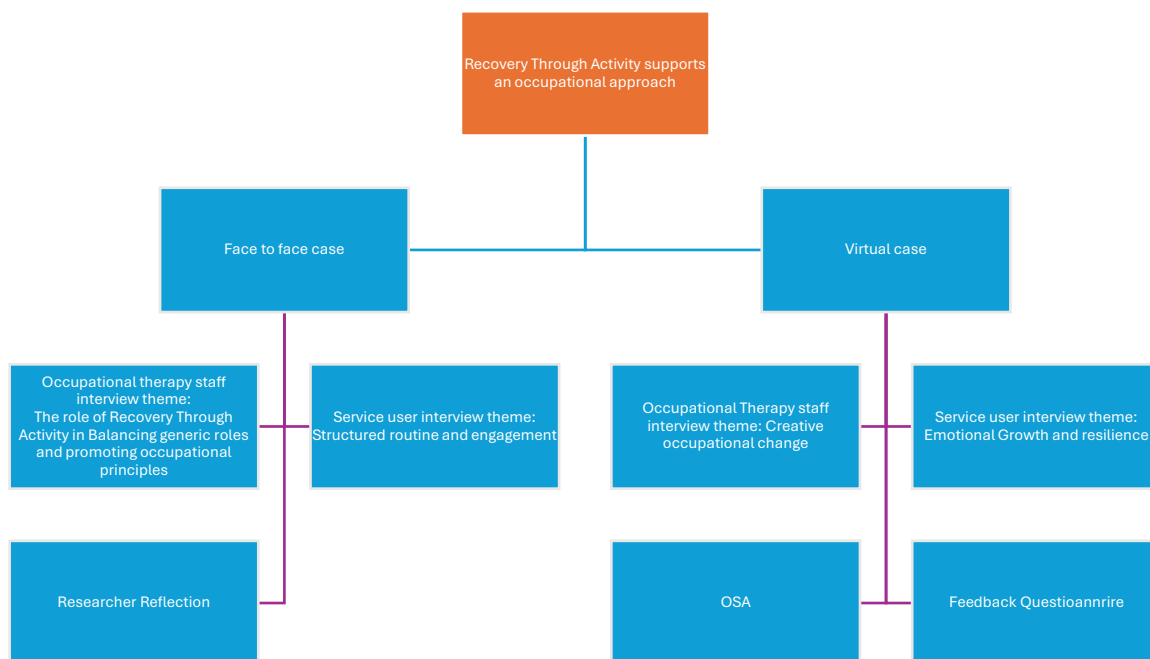 Recovery Through Activity supports
an occupational approach
Face to face case
Virtual case
Occupational therapy staff
interview theme:
The role of Recovery Through
Activity in Balancing generic roles
and promoting occupational
principles
Service user interview theme:
Structured routine and engagement
Occupational Therapy staff
interview theme: Creative
occupational change
Service user interview theme:
Emotional Growth and resilience
Researcher Reflection
OSA
Feedback Questioannrire